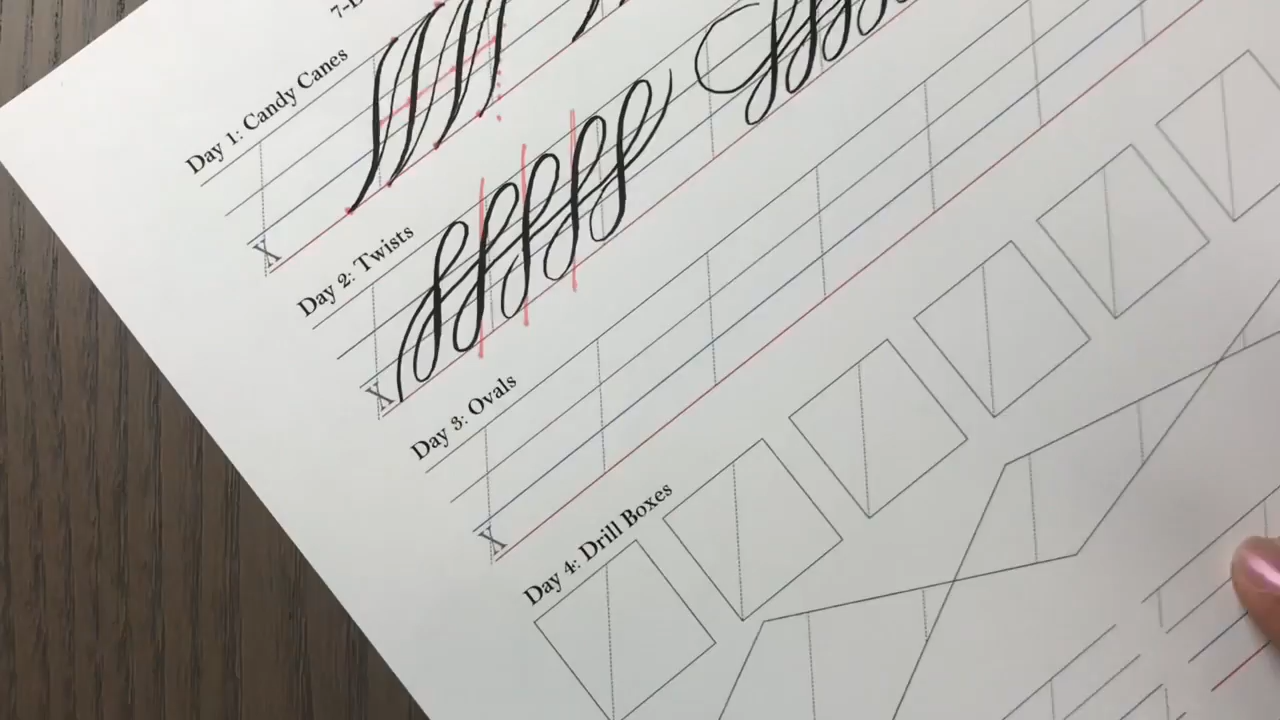 Day 1: Candy Canes
X
Day 2: Twists
X
Day 3: Ovals
X
Day 4: Drill Boxes